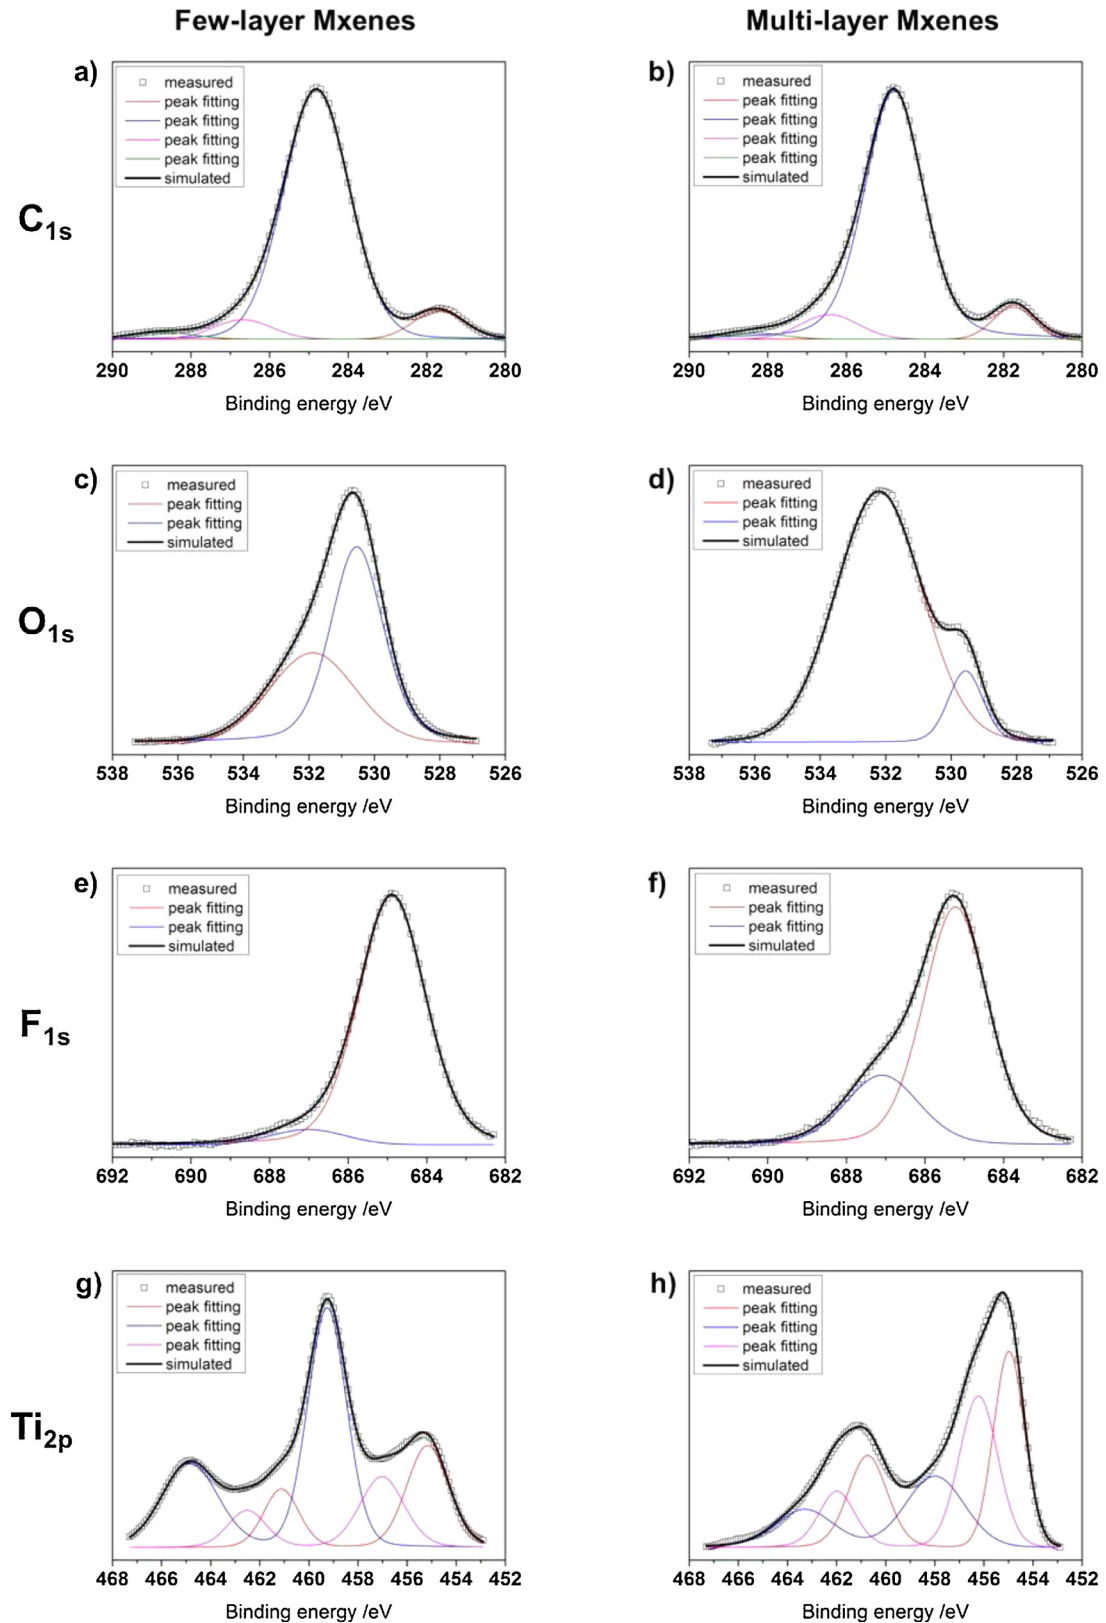 Few-layer Mxenes
Multi-layer Mxenes
a)
measured
peak fitting
peak fitting
peak fitting
peak fitting
simulated
290 288 286 284 282 280
Binding energy /eV
b)
measured
peak fitting
peak fitting
peak fitting
peak fitting
simulated
290 288 286 284 282 280
Binding energy /eV
C1s
c)
measured
peak fitting
peak fitting
simulated
538 536 534 532 530 528 526
Binding energy /eV
d)
measured
peak fitting
peak fitting
simulated
538 536 534 532 530 528 526
Binding energy /eV
O1s
e)
measured
peak fitting
peak fitting
simulated
692 690 688 686 684 682
Binding energy /eV
f)
measured
peak fitting
peak fitting
simulated
692 690 688 686 684 682
Binding energy /eV
F1s
g)
measured
peak fitting
peak fitting
peak fitting
simulated
468 466 464 462 460 458 456 454 452
Binding energy /eV
h)
measured
peak fitting
peak fitting
peak fitting
simulated
468 466 464 462 460 458 456 454 452
Binding energy /eV
Ti2p